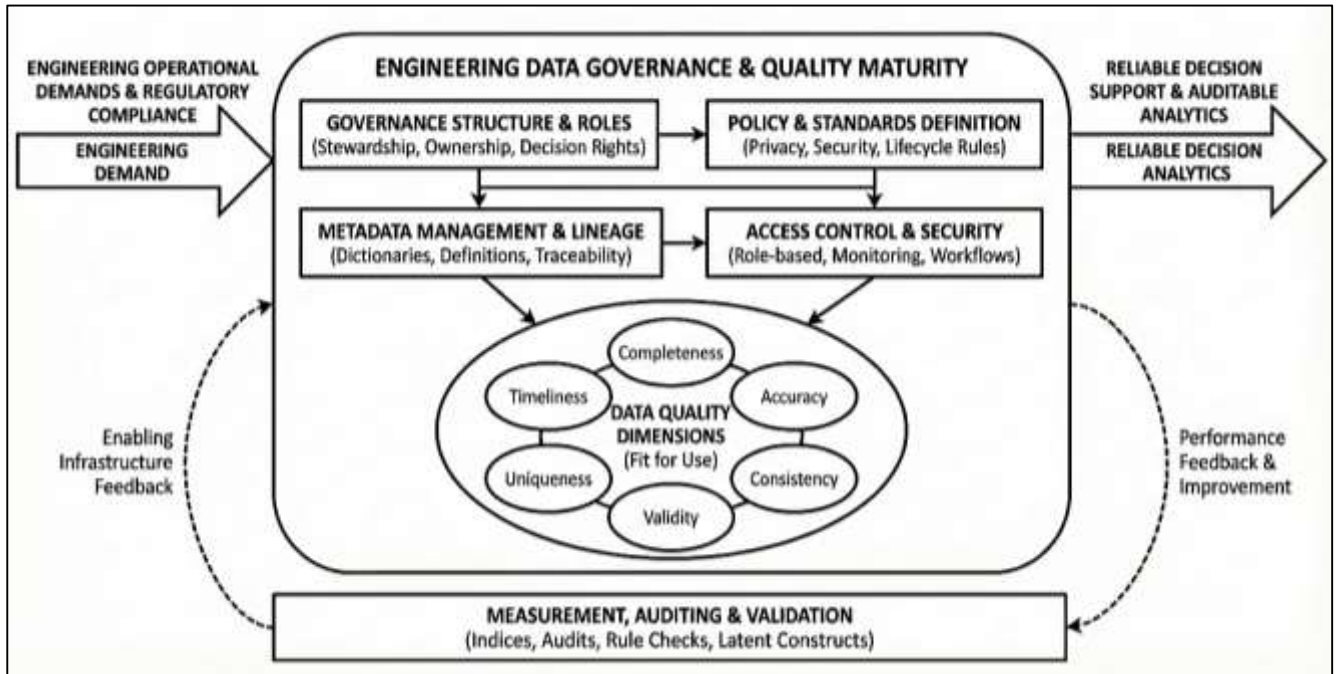 ENGINEERING OPERATIONAL
DEMANDS & REGULATORY
COMPLIANCE
ENGINEERING
DEMAND
ENGINEERING DATA GOVERNANCE & QUALITY MATURITY
GOVERNANCE STRUCTURE & ROLES
(Stewardship, Ownership, Decision Rights)
POLICY & STANDARDS DEFINITION
(Privacy, Security, Lifecycle Rules)
METADATA MANAGEMENT & LINEAGE
(Dictionaries, Definitions, Traceability)
ACCESS CONTROL & SECURITY
(Role-based, Monitoring, Workflows)
RELIABLE DECISION
SUPPORT & AUDITABLE
ANALYTICS
RELIABLE DECISION
ANALYTICS
Completeness
Timeliness
Accuracy
DATA QUALITY
DIMENSIONS
(Fit for Use)
Uniqueness
Consistency
Validity
Enabling
Infrastructure
Feedback
Performance
Feedback &
Improvement
MEASUREMENT, AUDITING & VALIDATION
(Indices, Audits, Rule Checks, Latent Constructs)